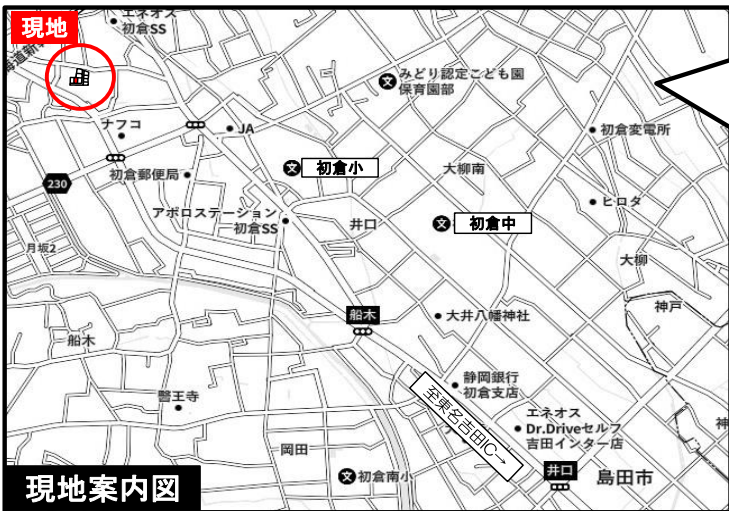 現地
エネオス
初倉SS
みどり認定こども園
保育園部
ナフコ
JA
初倉変電所
初倉小
大柳南
初倉郵便局
230
ヒロタ
アポロステーション
初倉SS
井口
初倉中
月坂2
大柳
神戸
船木
大井八幡神社
船木
静岡銀行
初倉支店
至東名吉田IC→
醫王寺
エネオス
Dr.Driveセルフ
吉田インター店
岡田
井口
島田市
初倉南小
現地案内図